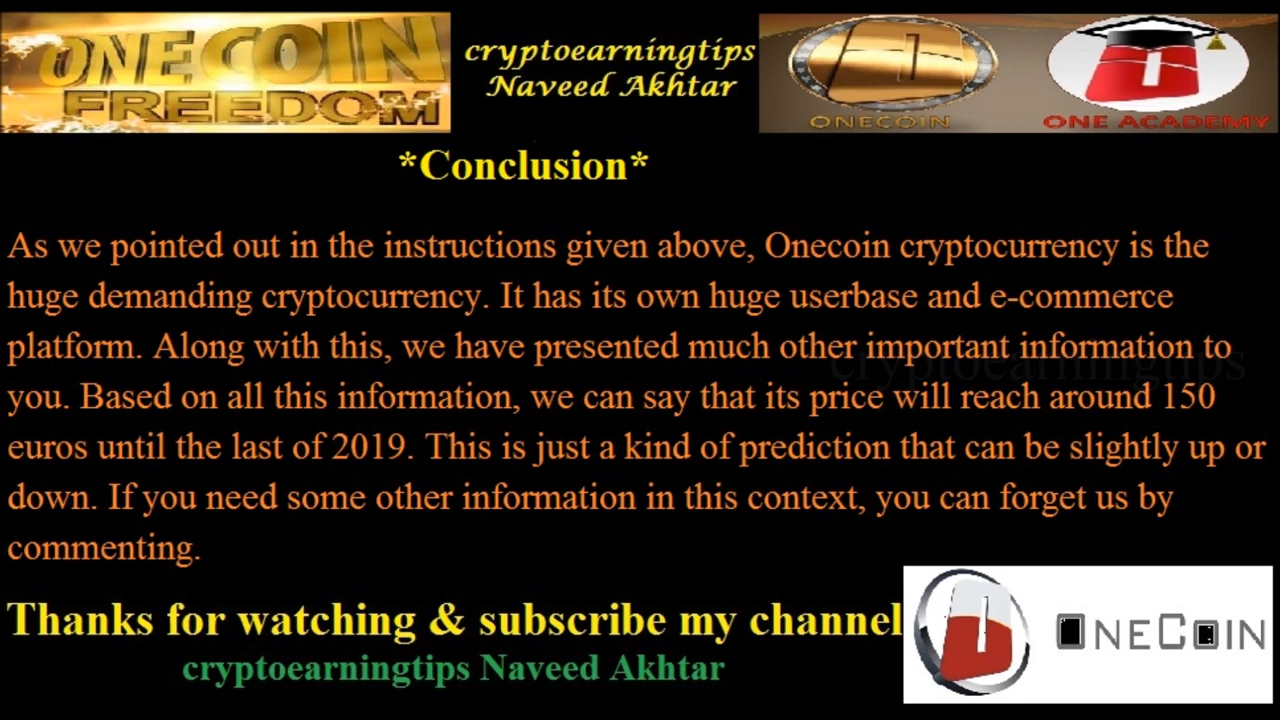 ONE COIN
FREEDOM
cryptoearningtips
Naveed Akhtar
ONECOIN
ONE ACADEMY
*Conclusion*
As we pointed out in the instructions given above, Onecoin cryptocurrency is the
huge demanding cryptocurrency. It has its own huge userbase and e-commerce
platform. Along with this, we have presented much other important information to
cryptoearningtips
you. Based on all this information, we can say that its price will reach around 150
euros until the last of 2019. This is just a kind of prediction that can be slightly up or
down. If you need some other information in this context, you can forget us by
commenting.
Thanks for watching & subscribe my channel
cryptoearningtips Naveed Akhtar
ONECOIN